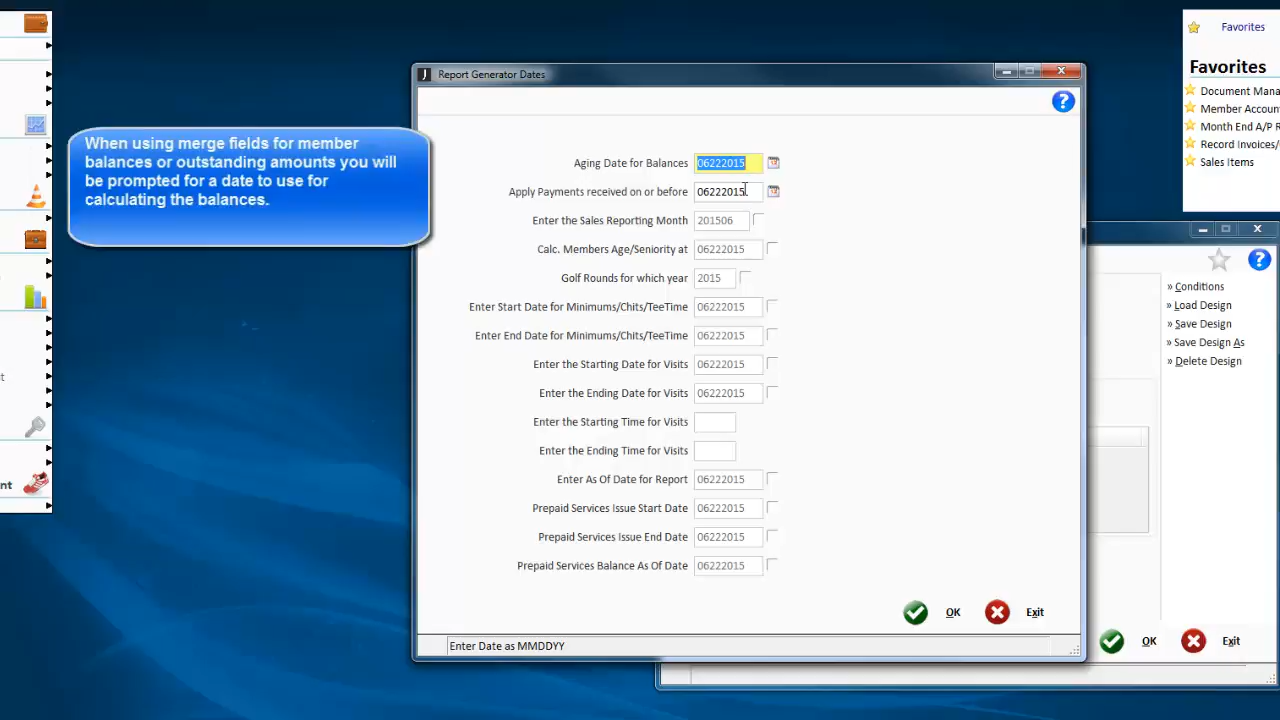 Report Generator Dates
When using merge fields for member
balances or outstanding amounts you will
be prompted for a date to use for
calculating the balances.
Aging Date for Balances 06222015
Apply Payments received on or before 06222015
Enter the Sales Reporting Month 201506
Calc. Members Age/Seniority at 06222015
Golf Rounds for which year 2015
Enter Start Date for Minimums/Chits/TeeTime 06222015
Enter End Date for Minimums/Chits/TeeTime 06222015
Enter the Starting Date for Visits 06222015
Enter the Ending Date for Visits 06222015
Enter the Starting Time for Visits
Enter the Ending Time for Visits
Enter As Of Date for Report 06222015
Prepaid Services Issue Start Date 06222015
Prepaid Services Issue End Date 06222015
Prepaid Services Balance As Of Date 06222015
OK Exit
Enter Date as MMDDYY
Favorites
Favorites
Document Mana
Member Accoun
Month End A/P R
Record Invoices/
Sales Items
» Conditions
» Load Design
» Save Design
» Save Design As
» Delete Design
OK Exit
nt